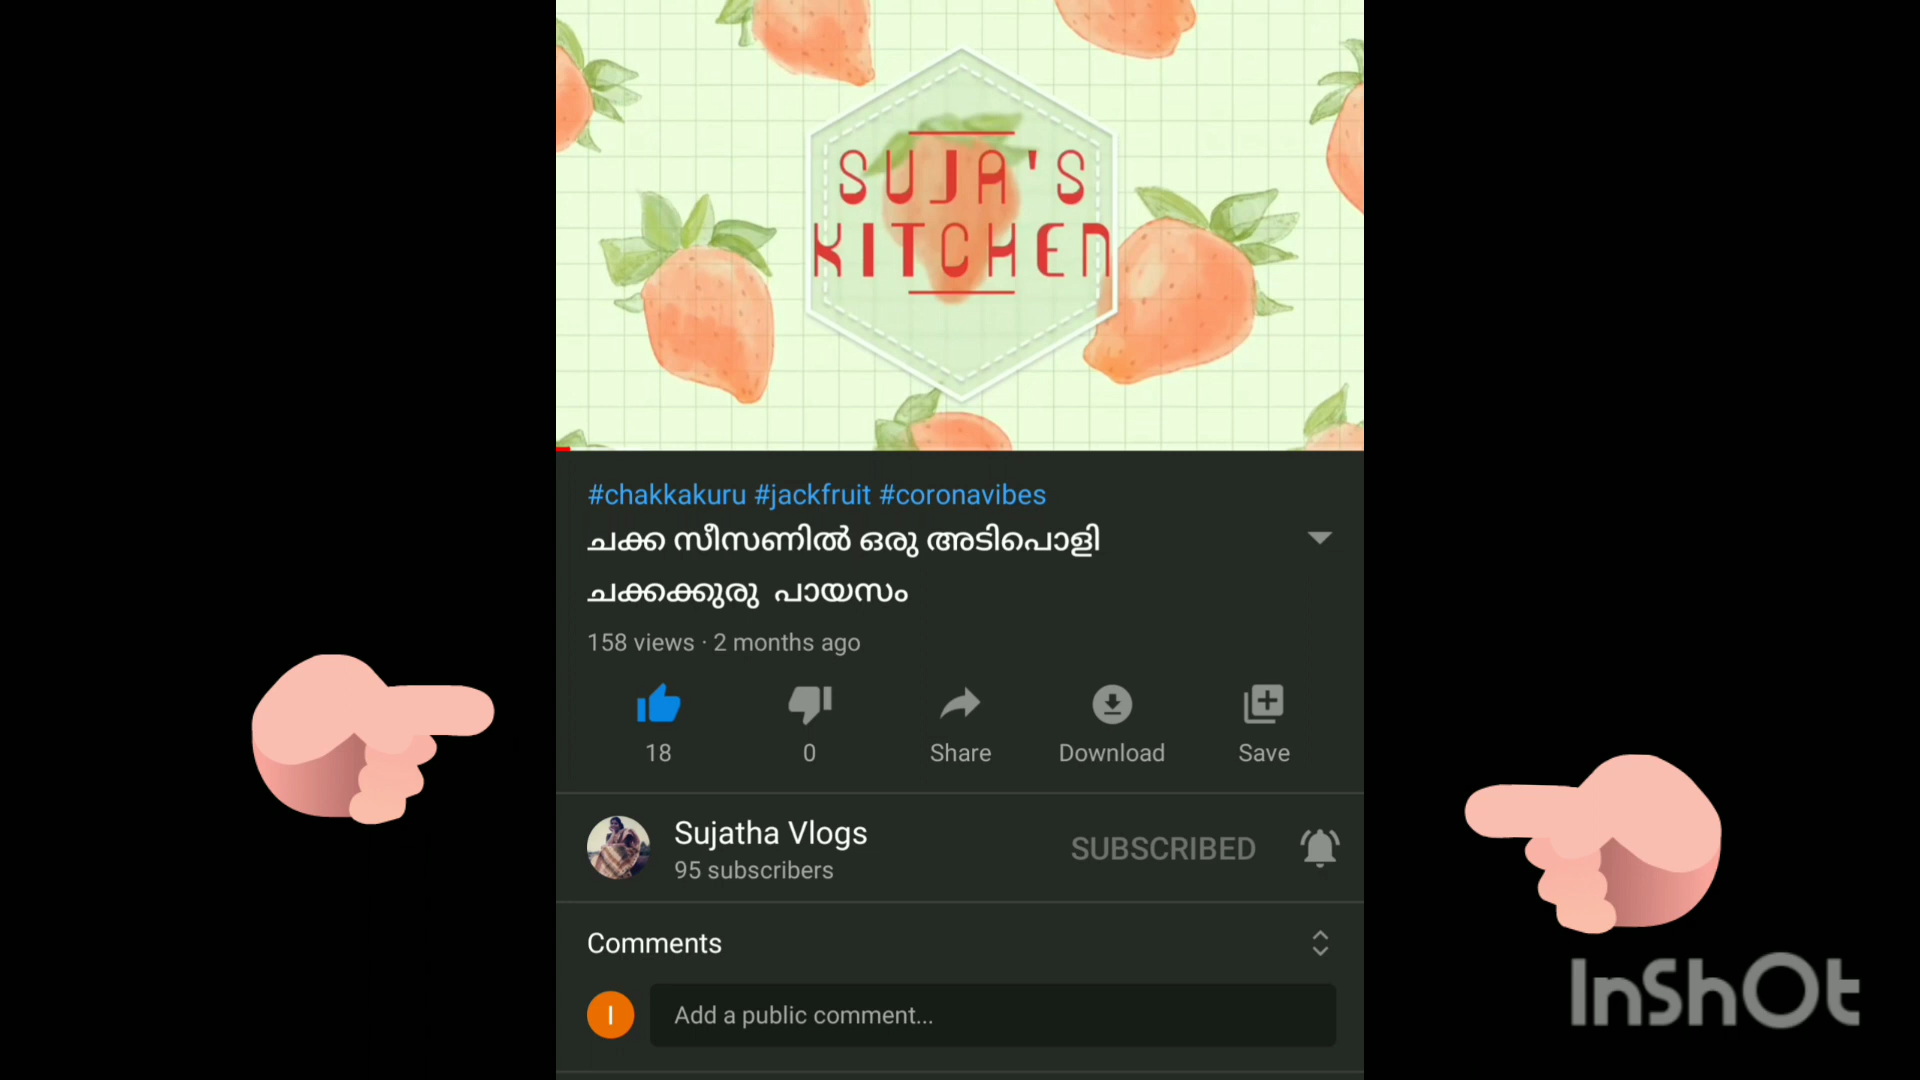 SUJA'S
KITCHEN
#chakkakuru #jackfruit #coronavibes
ചക്ക സീസണിൽ ഒരു അടിപൊളി
ചക്കക്കുരു പായസം
158 views · 2 months ago
18
0
Share
Download
Save
Sujatha Vlogs
95 subscribers
SUBSCRIBED
Comments
I
Add a public comment...
InShOt